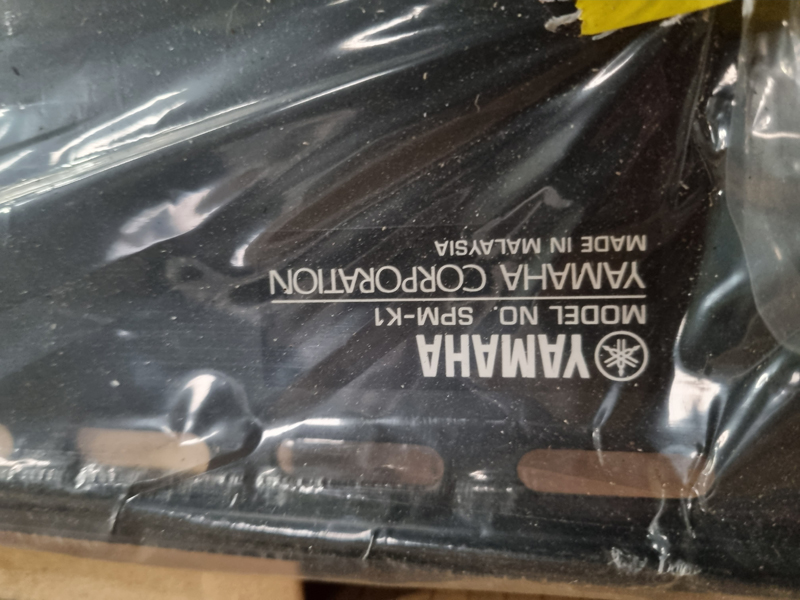 YAMAHA
MODEL NO. SPM-K1
YAMAHA CORPORATION
MADE IN MALAYSIA